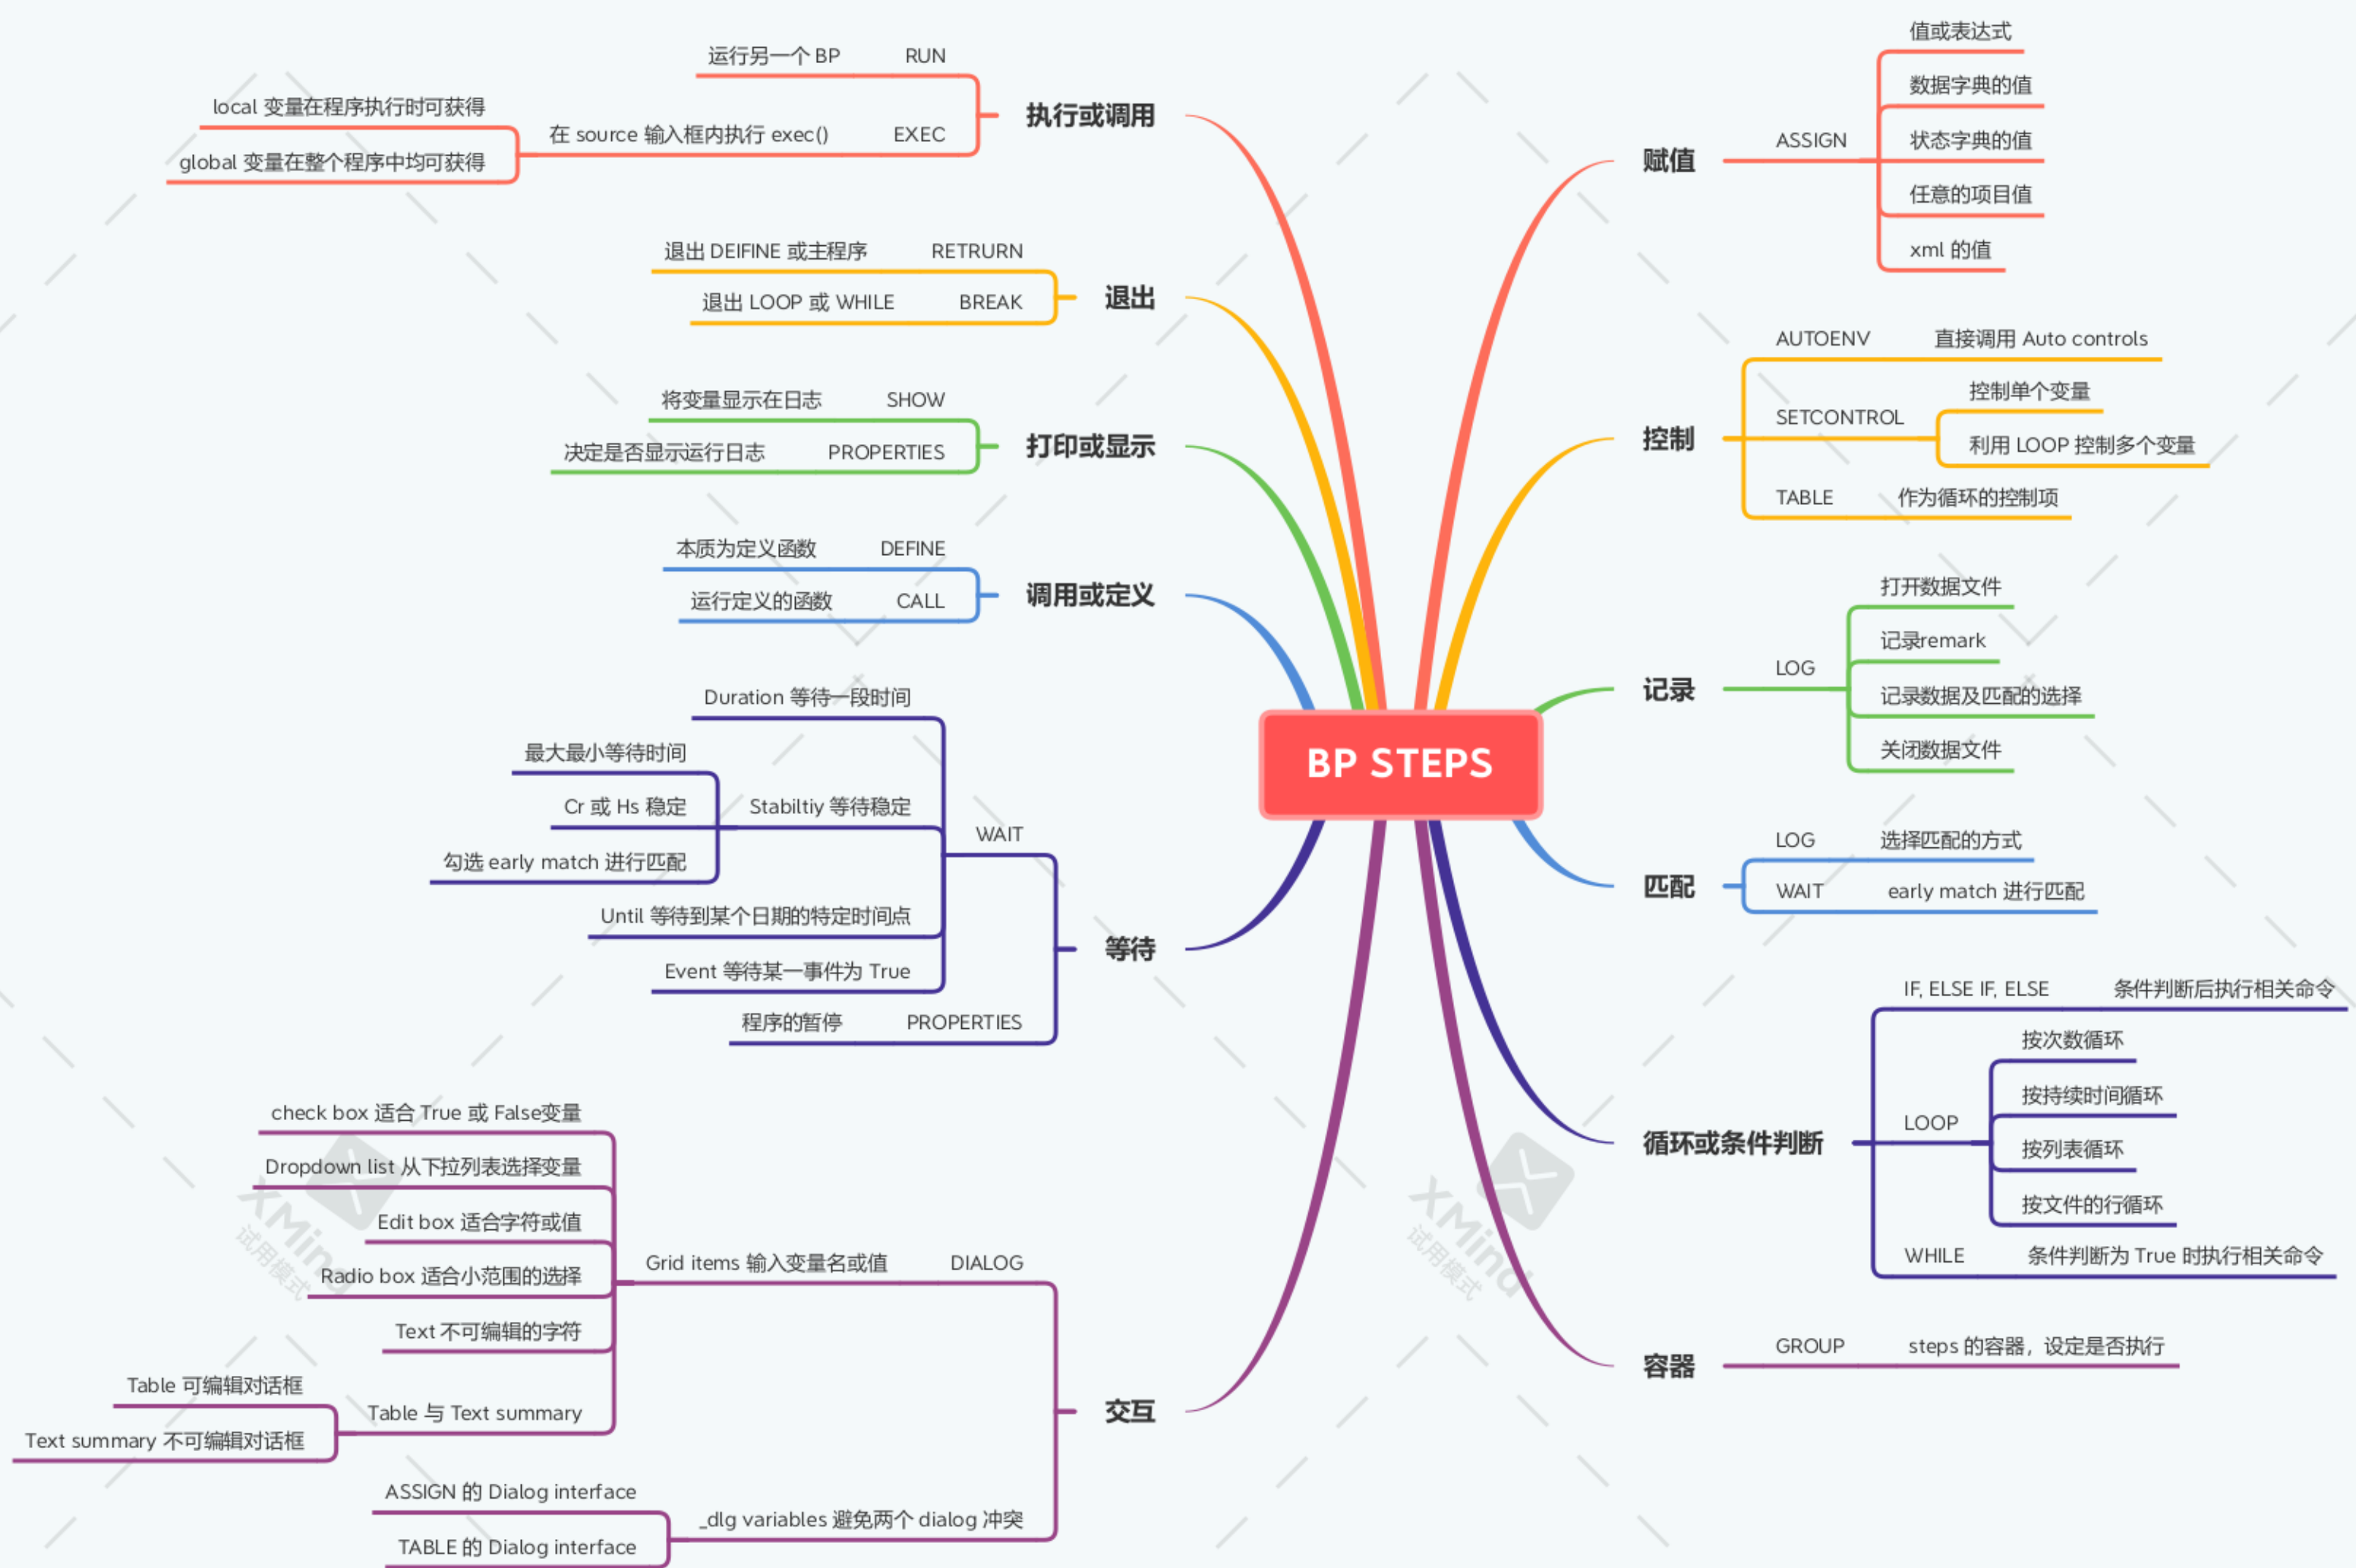 BP STEPS
执行或调用
RUN
运行另一个 BP
EXEC
在 source 输入框内执行 exec()
local 变量在程序执行时可获得
global 变量在整个程序中均可获得
退出
RETRURN
退出 DEIFINE 或主程序
BREAK
退出 LOOP 或 WHILE
打印或显示
SHOW
将变量显示在日志
PROPERTIES
决定是否显示运行日志
调用或定义
DEFINE
本质为定义函数
CALL
运行定义的函数
等待
WAIT
Duration 等待一段时间
Stabiltiy 等待稳定
最大最小等待时间
Cr 或 Hs 稳定
勾选 early match 进行匹配
Until 等待到某个日期的特定时间点
Event 等待某一事件为 True
PROPERTIES
程序的暂停
交互
DIALOG
Grid items 输入变量名或值
check box 适合 True 或 False变量
Dropdown list 从下拉列表选择变量
Edit box 适合字符或值
Radio box 适合小范围的选择
Text 不可编辑的字符
Table 与 Text summary
Table 可编辑对话框
Text summary 不可编辑对话框
_dlg variables 避免两个 dialog 冲突
ASSIGN 的 Dialog interface
TABLE 的 Dialog interface
赋值
ASSIGN
值或表达式
数据字典的值
状态字典的值
任意的项目值
xml 的值
控制
AUTOENV
直接调用 Auto controls
SETCONTROL
控制单个变量
利用 LOOP 控制多个变量
TABLE
作为循环的控制项
记录
LOG
打开数据文件
记录remark
记录数据及匹配的选择
关闭数据文件
匹配
LOG
选择匹配的方式
WAIT
early match 进行匹配
循环或条件判断
IF, ELSE IF, ELSE
条件判断后执行相关命令
LOOP
按次数循环
按持续时间循环
按列表循环
按文件的行循环
WHILE
条件判断为 True 时执行相关命令
容器
GROUP
steps 的容器，设定是否执行
XMind
试用模式
XMind
试用模式